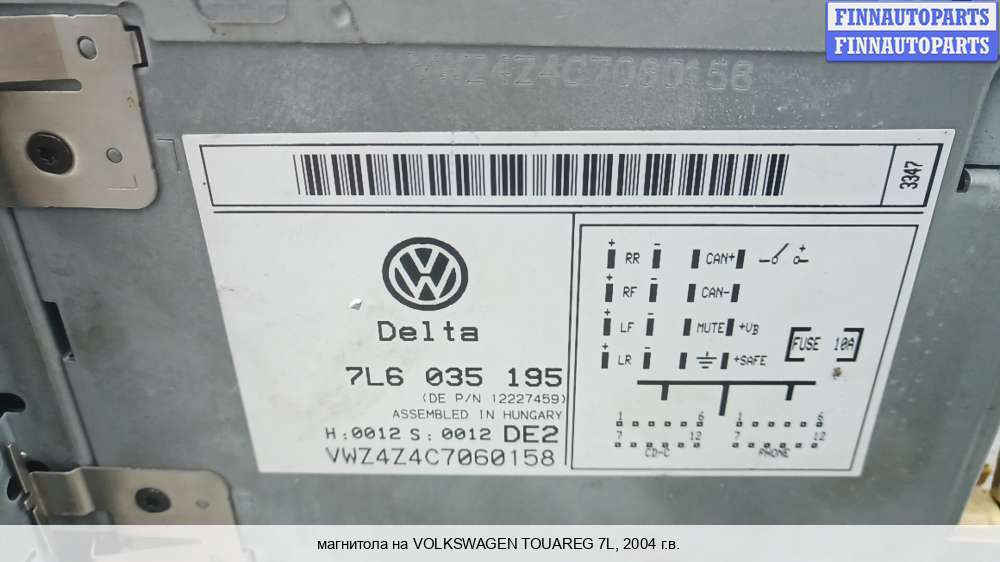 FINNAUTOPARTS
FINNAUTOPARTS
VWZ4Z4C7060158
3347
Delta
7L6 035 195
(DE P/N 12227459)
ASSEMBLED IN HUNGARY
H:0012 S: 0012 DE2
VWZ4Z4C7060158
+ RR - CAN+ +
+ RF - CAN-
+ LF - MUTE +VB
+ LR - +SAFE
FUSE 10A
1 6 1 6
7 12 7 12
CD-C PHONE
магнитола на VOLKSWAGEN TOUAREG 7L, 2004 г.в.